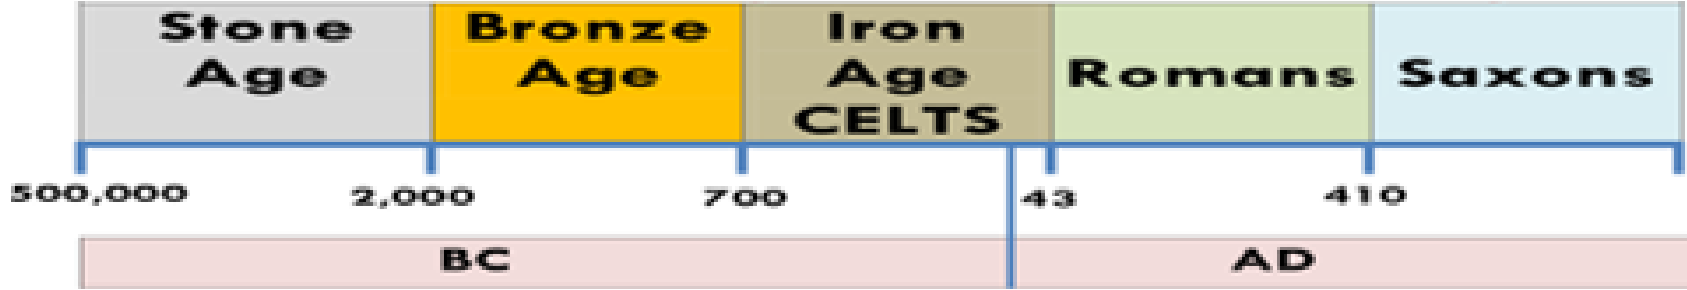 Stone
Age
Bronze
Age
Iron
Age
CELTS
Romans
Saxons
500,000
2,000
700
43
410
BC
AD